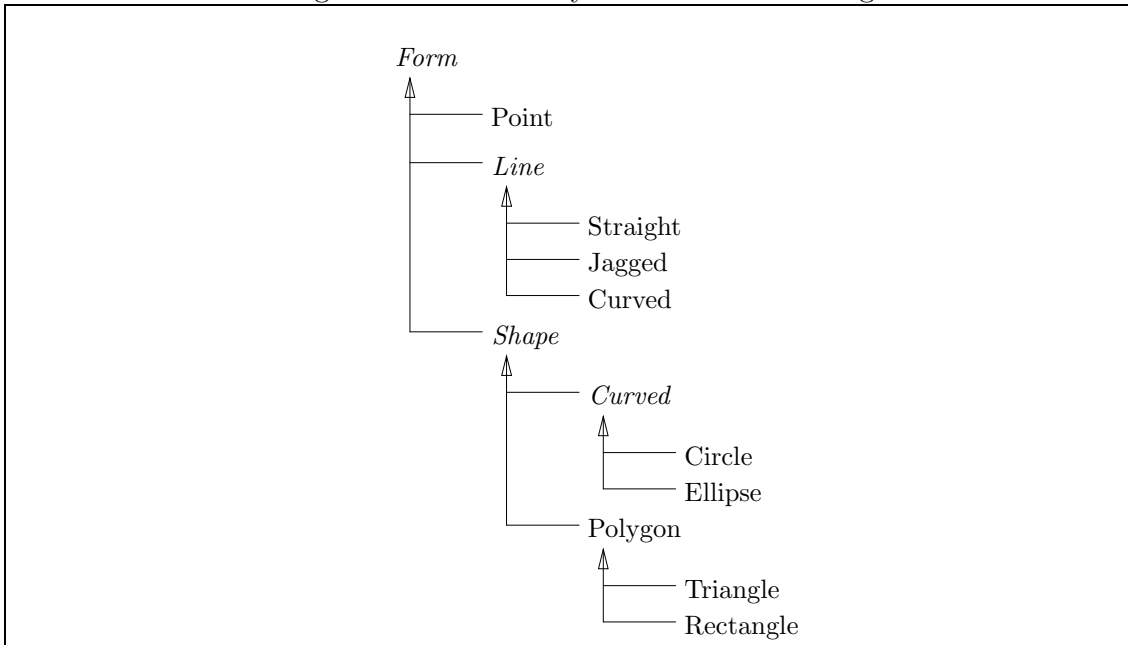 Form
Point
Line
Straight
Jagged
Curved
Shape
Curved
Circle
Ellipse
Polygon
Triangle
Rectangle